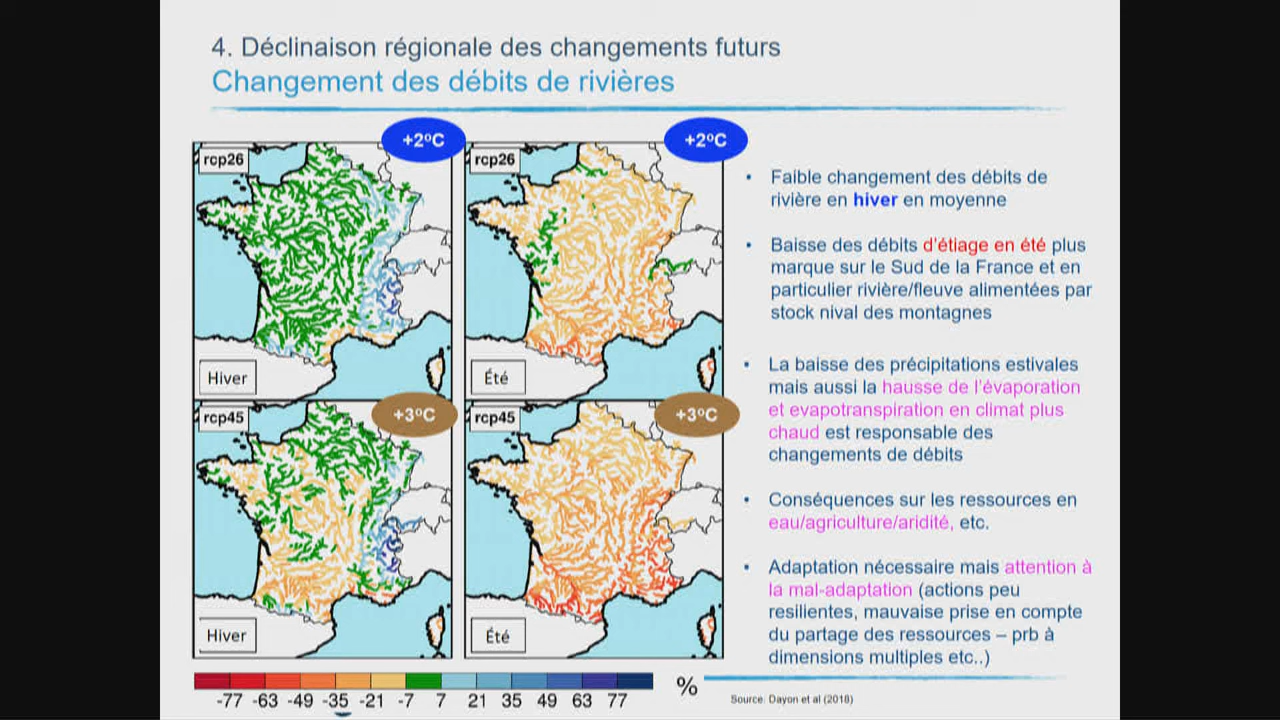 4. Déclinaison régionale des changements futurs
Changement des débits de rivières
+2ºC
+2ºC
rcp26
rcp26
Hiver
Été
+3ºC
+3ºC
rcp45
rcp45
Hiver
Été
-77 -63 -49 -35 -21 -7 7 21 35 49 63 77
%
• Faible changement des débits de
rivière en hiver en moyenne
• Baisse des débits d'étiage en été plus
marque sur le Sud de la France et en
particulier rivière/fleuve alimentées par
stock nival des montagnes
• La baisse des précipitations estivales
mais aussi la hausse de l'évaporation
et evapotranspiration en climat plus
chaud est responsable des
changements de débits
• Conséquences sur les ressources en
eau/agriculture/aridité, etc.
• Adaptation nécessaire mais attention à
la mal-adaptation (actions peu
resilientes, mauvaise prise en compte
du partage des ressources – prb à
dimensions multiples etc..)
Source: Dayon et al (2018)